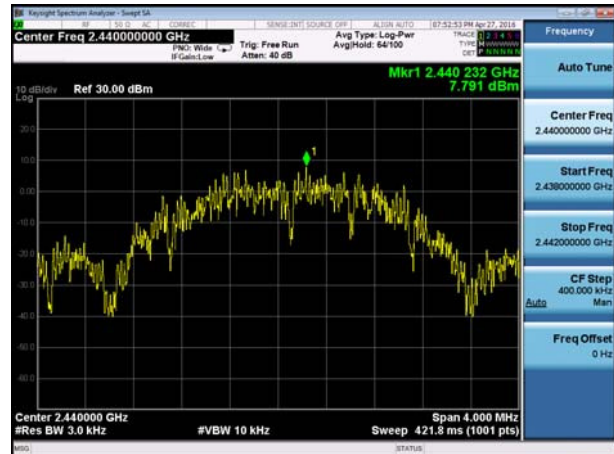 Keysight Spectrum Analyzer - Swept SA
RF 50 Ω AC CORREC SENSE:INT SOURCE OFF ALIGN AUTO 07:52:53 PM Apr 27, 2016
Center Freq 2.440000000 GHz
PNO: Wide
IFGain:Low
Trig: Free Run
Atten: 40 dB
Avg Type: Log-Pwr
Avg|Hold: 64/100
TRACE 1 2 3 4 5 6
TYPE M
DET P N N N N N
Mkr1 2.440 232 GHz
7.791 dBm
10 dB/div Ref 30.00 dBm
Log
20.0
10.0
0.00
-10.0
-20.0
-30.0
-40.0
-50.0
-60.0
1
Center 2.440000 GHz
Span 4.000 MHz
#Res BW 3.0 kHz
#VBW 10 kHz
Sweep 421.8 ms (1001 pts)
MSG
STATUS
Frequency
Auto Tune
Center Freq
2.440000000 GHz
Start Freq
2.438000000 GHz
Stop Freq
2.442000000 GHz
CF Step
400.000 kHz
Auto Man
Freq Offset
0 Hz